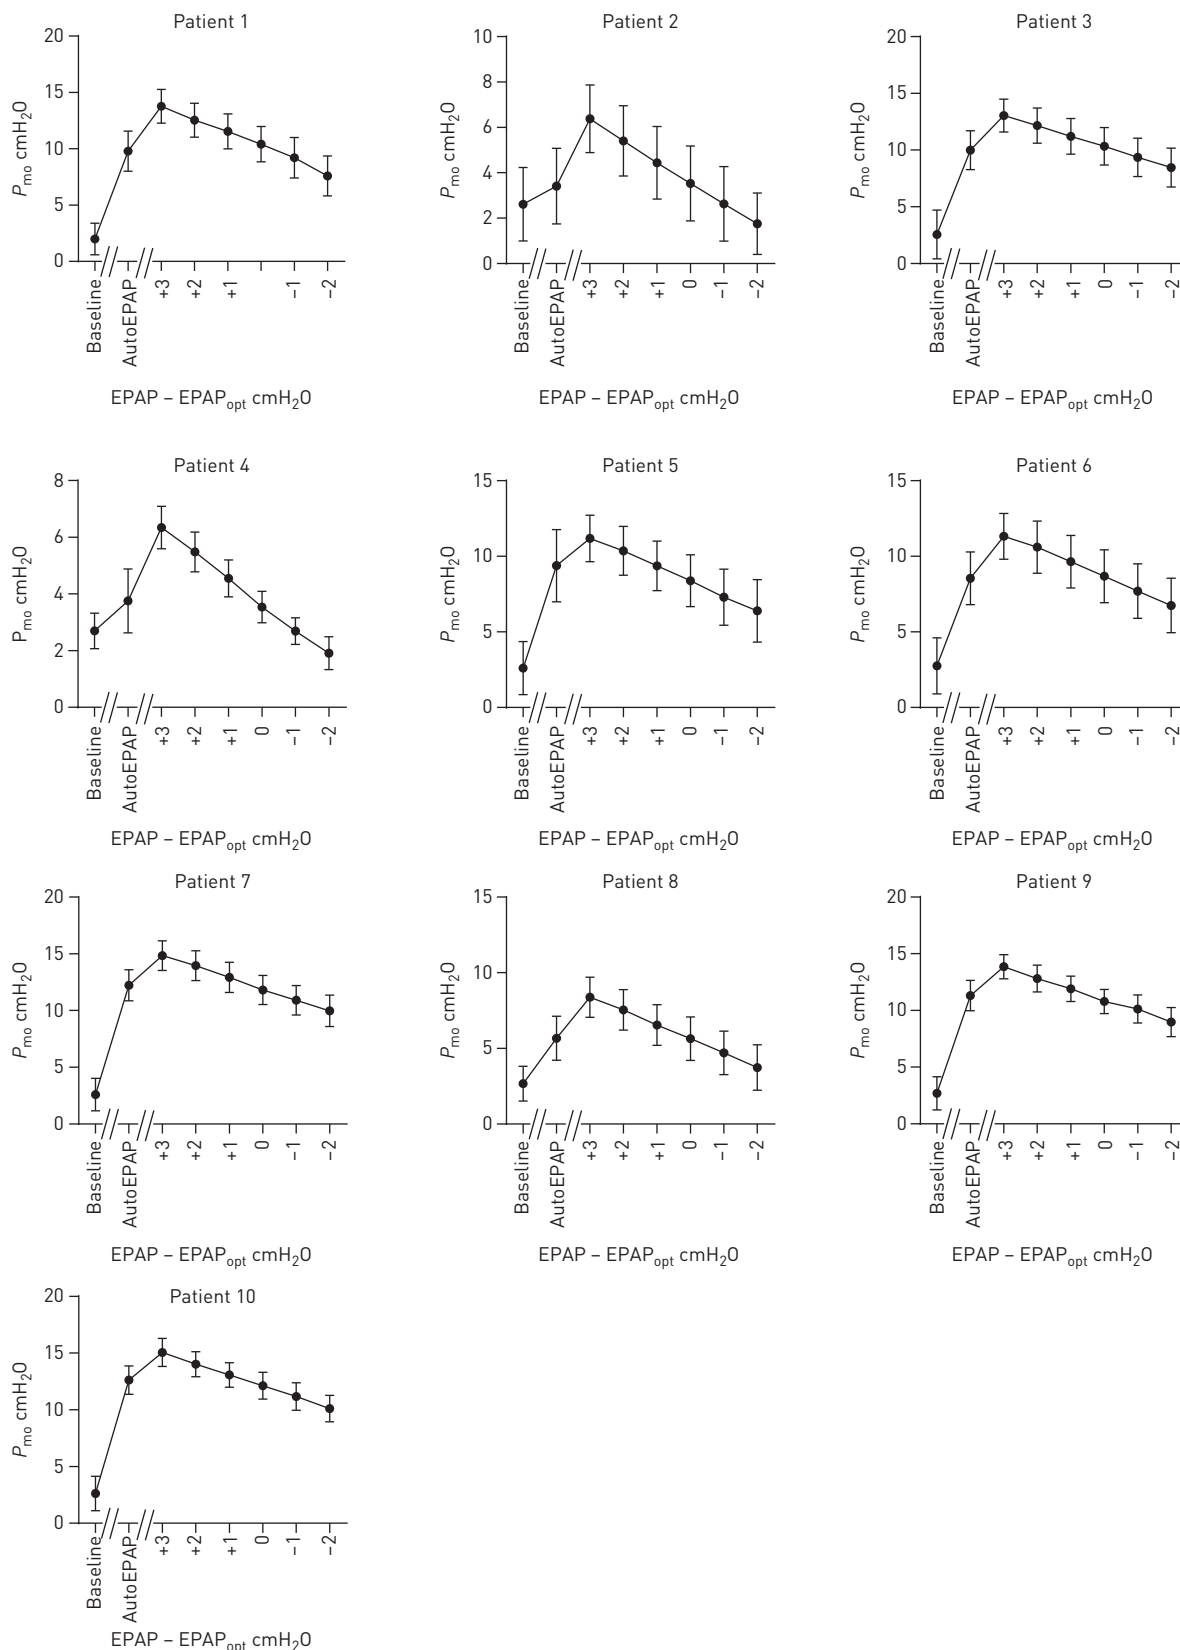 Patient 1
20
15
10
5
0
Pmo cmH2O
Baseline
AutoEPAP
+3
+2
+1
−1
−2
EPAP – EPAPopt cmH2O
Patient 2
10
8
6
4
2
0
Pmo cmH2O
Baseline
AutoEPAP
+3
+2
+1
0
−1
−2
EPAP – EPAPopt cmH2O
Patient 3
20
15
10
5
0
Pmo cmH2O
Baseline
AutoEPAP
+3
+2
+1
0
−1
−2
EPAP – EPAPopt cmH2O
Patient 4
8
6
4
2
0
Pmo cmH2O
Baseline
AutoEPAP
+3
+2
+1
0
−1
−2
EPAP – EPAPopt cmH2O
Patient 5
15
10
5
0
Pmo cmH2O
Baseline
AutoEPAP
+3
+2
+1
0
−1
−2
EPAP – EPAPopt cmH2O
Patient 6
15
10
5
0
Pmo cmH2O
Baseline
AutoEPAP
+3
+2
+1
0
−1
−2
EPAP – EPAPopt cmH2O
Patient 7
20
15
10
5
0
Pmo cmH2O
Baseline
AutoEPAP
+3
+2
+1
0
−1
−2
EPAP – EPAPopt cmH2O
Patient 8
15
10
5
0
Pmo cmH2O
Baseline
AutoEPAP
+3
+2
+1
0
−1
−2
EPAP – EPAPopt cmH2O
Patient 9
20
15
10
5
0
Pmo cmH2O
Baseline
AutoEPAP
+3
+2
+1
0
−1
−2
EPAP – EPAPopt cmH2O
Patient 10
20
15
10
5
0
Pmo cmH2O
Baseline
AutoEPAP
+3
+2
+1
0
−1
−2
EPAP – EPAPopt cmH2O